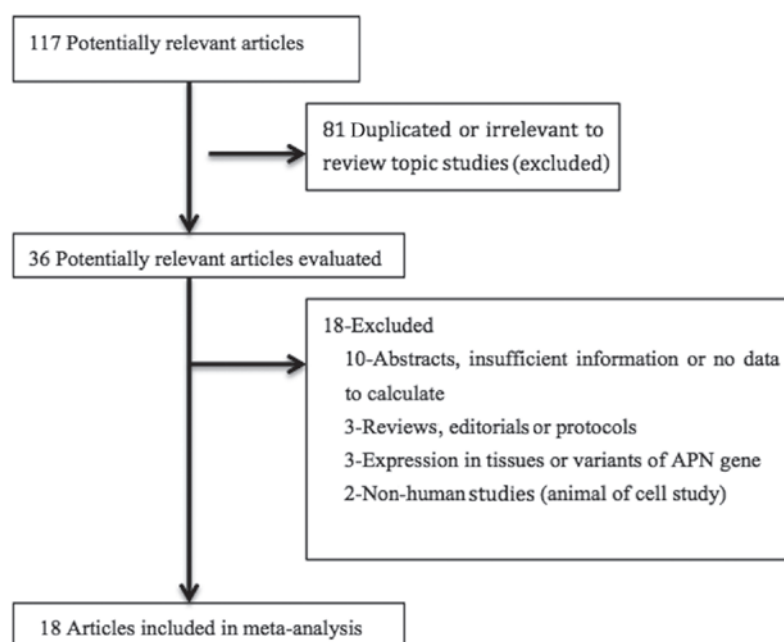 117 Potentially relevant articles
81 Duplicated or irrelevant to
review topic studies (excluded)
36 Potentially relevant articles evaluated
18-Excluded
10-Abstracts, insufficient information or no data
to calculate
3-Reviews, editorials or protocols
3-Expression in tissues or variants of APN gene
2-Non-human studies (animal of cell study)
18 Articles included in meta-analysis